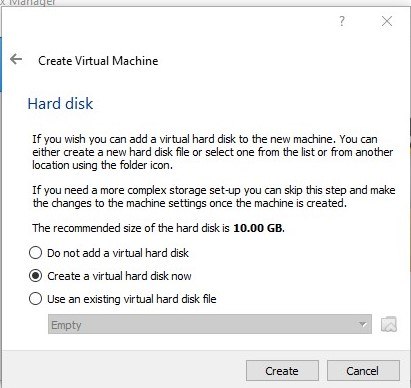 Manager
?
Create Virtual Machine
Hard disk
If you wish you can add a virtual hard disk to the new machine. You can
either create a new hard disk file or select one from the list or from another
location using the folder icon.
If you need a more complex storage set-up you can skip this step and make
the changes to the machine settings once the machine is created.
The recommended size of the hard disk is 10.00 GB.
Do not add a virtual hard disk
Create a virtual hard disk now
Use an existing virtual hard disk file
Empty
Create Cancel